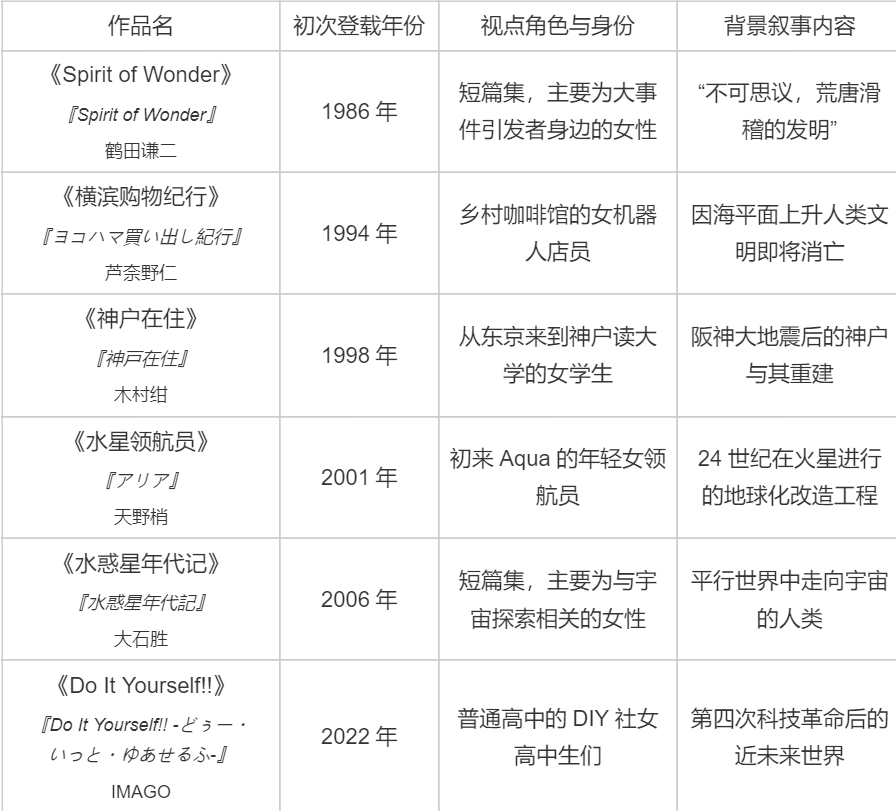 作品名
初次登载年份
视点角色与身份
背景叙事内容
《Spirit of Wonder》
『Spirit of Wonder』
鹤田谦二
1986 年
短篇集，主要为大事
件引发者身边的女性
“不可思议，荒唐滑
稽的发明”
《横滨购物纪行》
『ヨコハマ買い出し紀行』
芦奈野仁
1994 年
乡村咖啡馆的女机器
人店员
因海平面上升人类文
明即将消亡
《神户在住》
『神戸在住』
木村绀
1998 年
从东京来到神户读大
学的女学生
阪神大地震后的神户
与其重建
《水星领航员》
『アリア』
天野梢
2001 年
初来 Aqua 的年轻女领
航员
24 世纪在火星进行
的地球化改造工程
《水惑星年代记》
『水惑星年代記』
大石胜
2006 年
短篇集，主要为与宇
宙探索相关的女性
平行世界中走向宇宙
的人类
《Do It Yourself!!》
『Do It Yourself!! -どぅー・
いっと・ゆあせるふ-』
IMAGO
2022 年
普通高中的 DIY 社女
高中生们
第四次科技革命后的
近未来世界